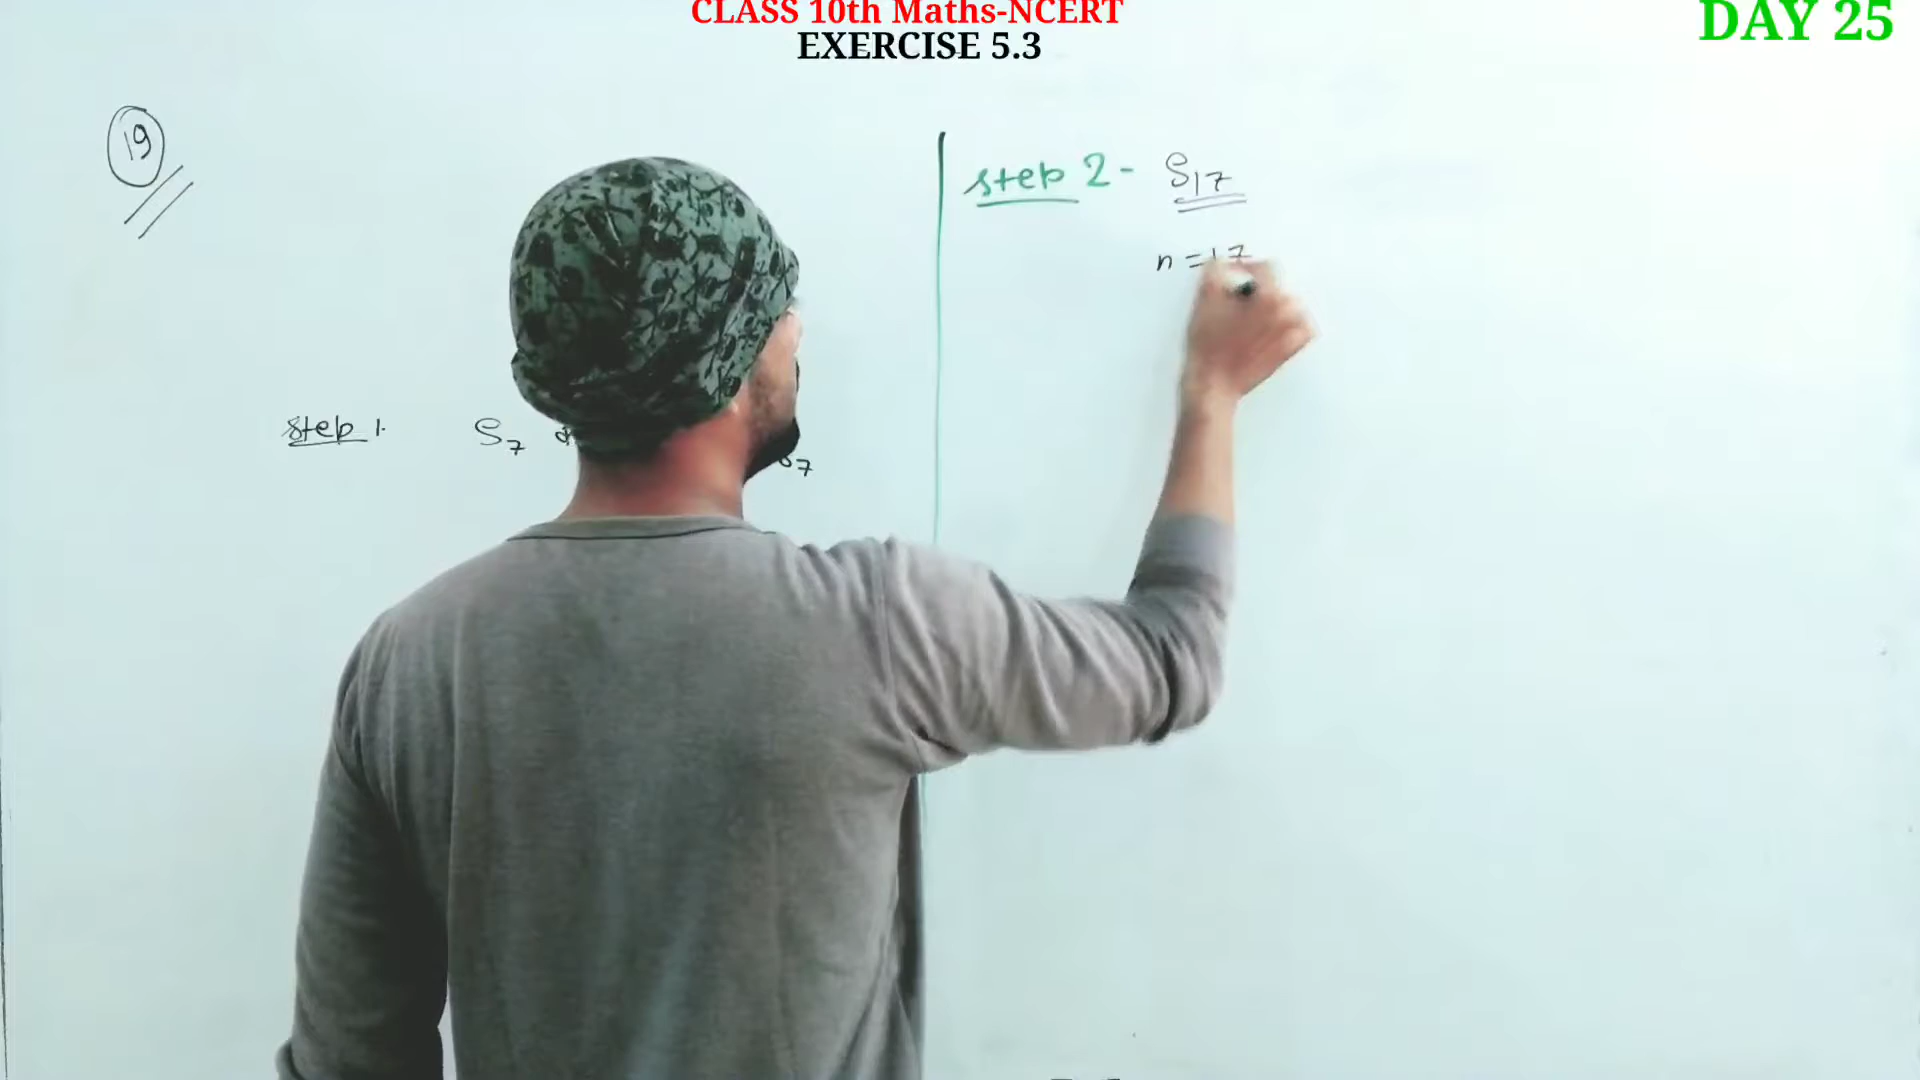 CLASS 10th Maths-NCERT
EXERCISE 5.3
DAY 25
19
step 1. S7
step 2 - S17
n = 17